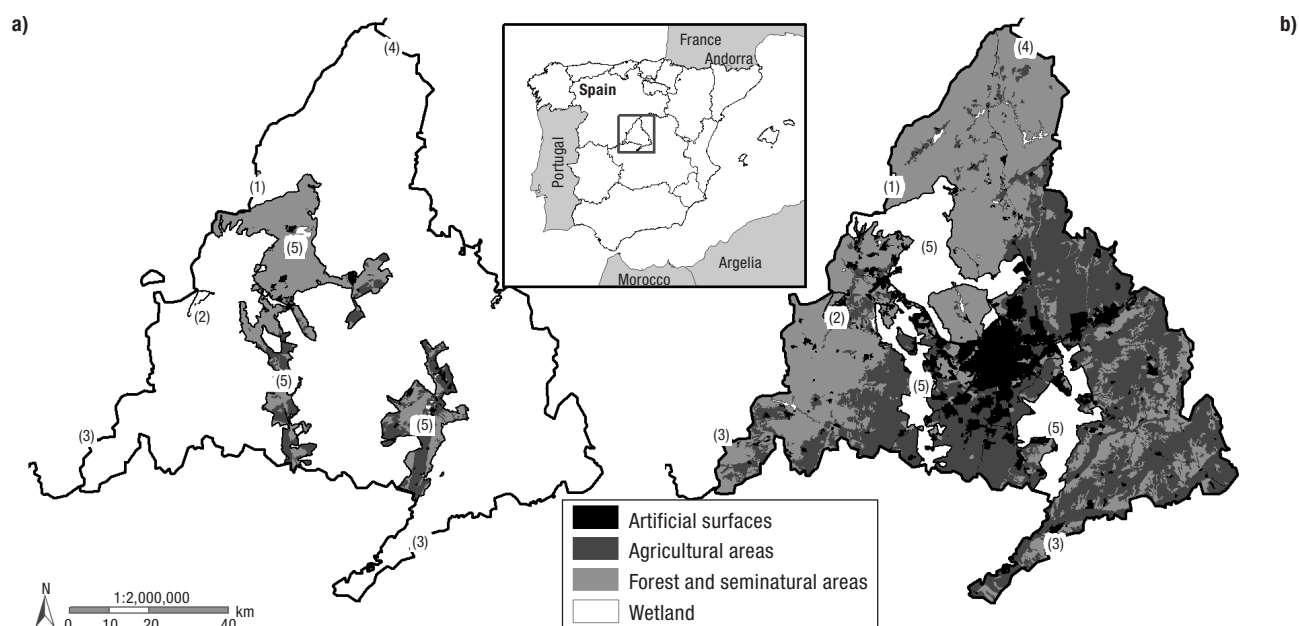 a)
b)
(4)
(1)
(5)
(2)
(5)
(3)
(5)
(3)
France
Andorra
Spain
Portugal
Argelia
Morocco
(4)
(1)
(5)
(2)
(5)
(3)
(5)
(3)
N
1:2,000,000
km
0 10 20 40
Artificial surfaces
Agricultural areas
Forest and seminatural areas
Wetland